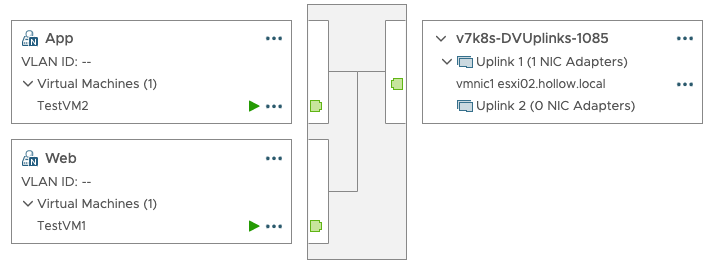 App
VLAN ID: --
Virtual Machines (1)
TestVM2
Web
VLAN ID: --
Virtual Machines (1)
TestVM1
v7k8s-DVUplinks-1085
Uplink 1 (1 NIC Adapters)
vmnic1 esxi02.hollow.local
Uplink 2 (0 NIC Adapters)